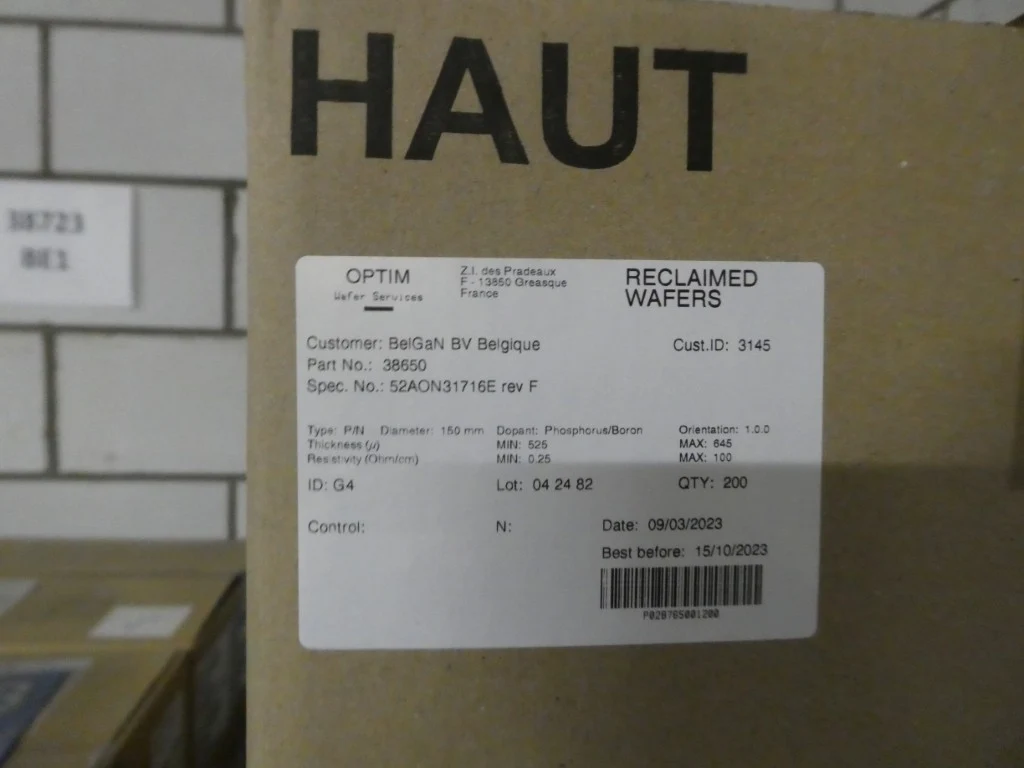 HAUT
38723
BE1
OPTIM
Wafer Services
Z.I. des Pradeaux
F - 13850 Greasque
France
RECLAIMED
WAFERS
Customer: BelGaN BV Belgique
Cust.ID: 3145
Part No.: 38650
Spec. No.: 52AON31716E rev F
Type: P/N Diameter: 150 mm Dopant: Phosphorus/Boron Orientation: 1.0.0
Thickness (µ) MIN: 525 MAX: 645
Resistivity (Ohm/cm) MIN: 0.25 MAX: 100
ID: G4 Lot: 04 24 82 QTY: 200
Control: N: Date: 09/03/2023
Best before: 15/10/2023
P028765001200